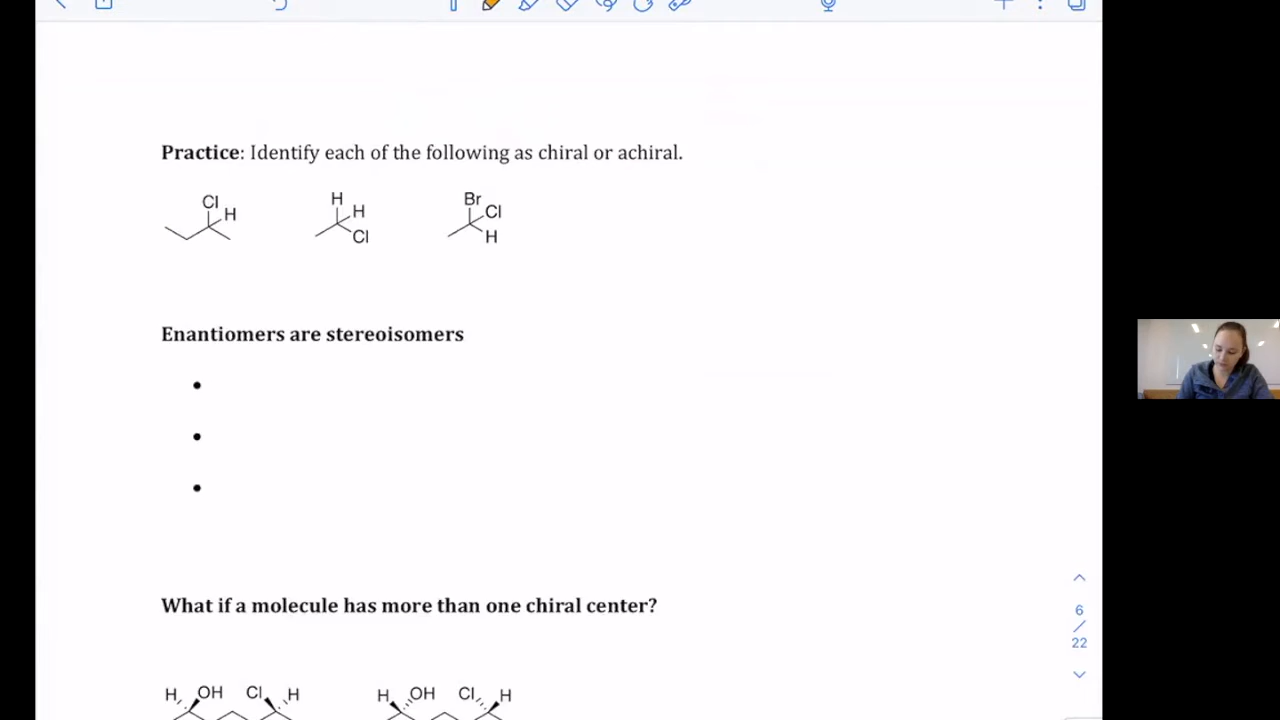 Practice: Identify each of the following as chiral or achiral.
Cl H
H H Cl
Br Cl H
Enantiomers are stereoisomers
•
•
•
What if a molecule has more than one chiral center?
6
/
22
H OH Cl H
H OH Cl H